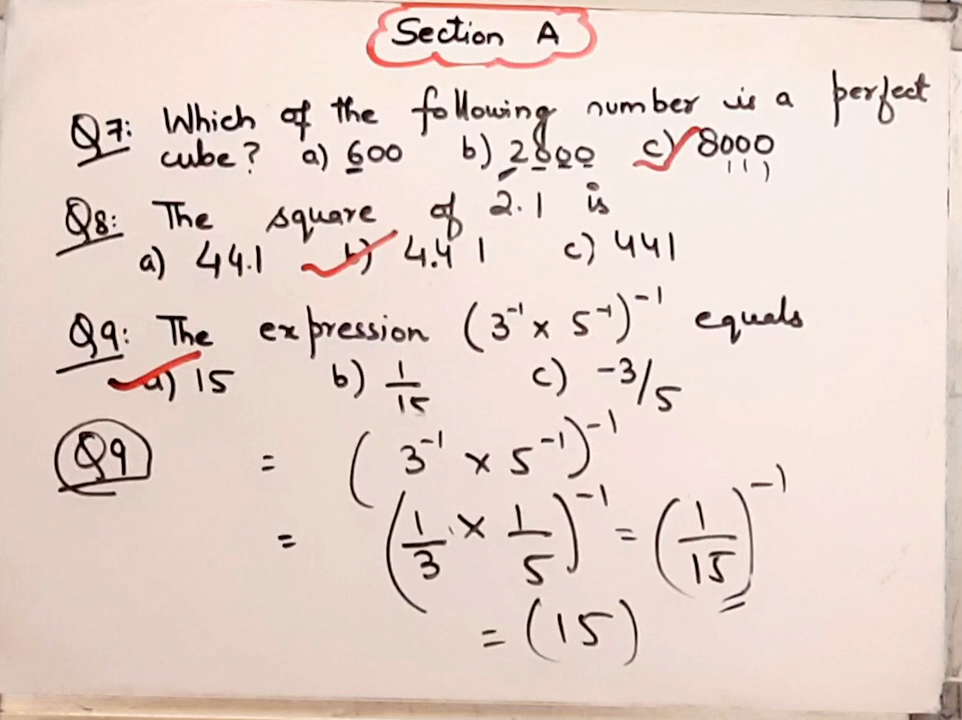 Section A
Q7: Which of the following number is a perfect
cube? a) 600 b) 2800 c) 8000
Q8: The square of 2.1 is
a) 44.1 b) 4.41 c) 441
Q9: The expression (3⁻¹ × 5⁻¹)⁻¹ equals
a) 15 b) 1/15 c) -3/5
Q9 = (3⁻¹ × 5⁻¹)⁻¹
= (1/3 × 1/5)⁻¹ = (1/15)⁻¹
= (15)